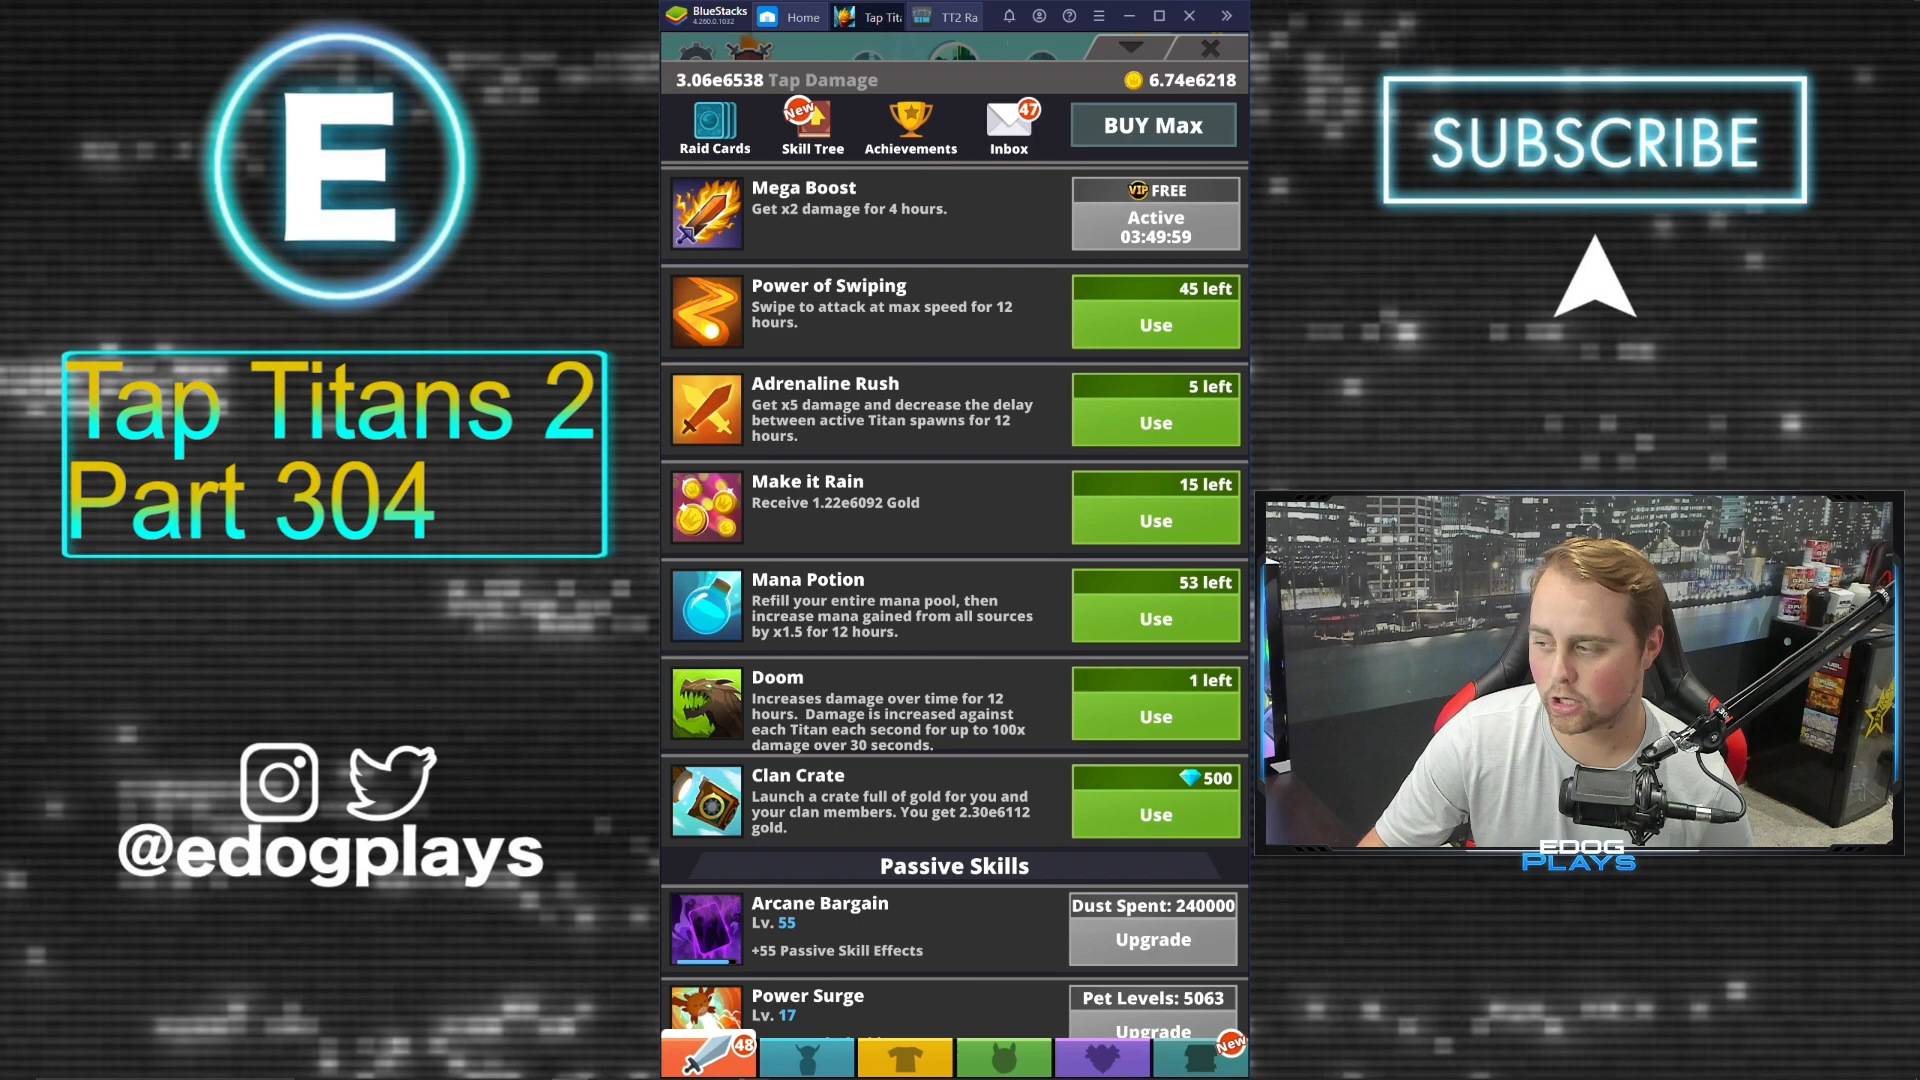 BlueStacks
4.260.0.1032
Home
Tap Tit
TT2 Ra
3.06e6538 Tap Damage
6.74e6218
Raid Cards
New
Skill Tree
Achievements
47
Inbox
BUY Max
Mega Boost
Get x2 damage for 4 hours.
VIP FREE
Active
03:49:59
Power of Swiping
Swipe to attack at max speed for 12
hours.
45 left
Use
Adrenaline Rush
Get x5 damage and decrease the delay
between active Titan spawns for 12
hours.
5 left
Use
Make it Rain
Receive 1.22e6092 Gold
15 left
Use
Mana Potion
Refill your entire mana pool, then
increase mana gained from all sources
by x1.5 for 12 hours.
53 left
Use
Doom
Increases damage over time for 12
hours. Damage is increased against
each Titan each second for up to 100x
damage over 30 seconds.
1 left
Use
Clan Crate
Launch a crate full of gold for you and
your clan members. You get 2.30e6112
gold.
500
Use
Passive Skills
Arcane Bargain
Lv. 55
+55 Passive Skill Effects
Dust Spent: 240000
Upgrade
Power Surge
Lv. 17
Pet Levels: 5063
Upgrade
48
New
E
Tap Titans 2
Part 304
@edogplays
SUBSCRIBE
EDOG
PLAYS